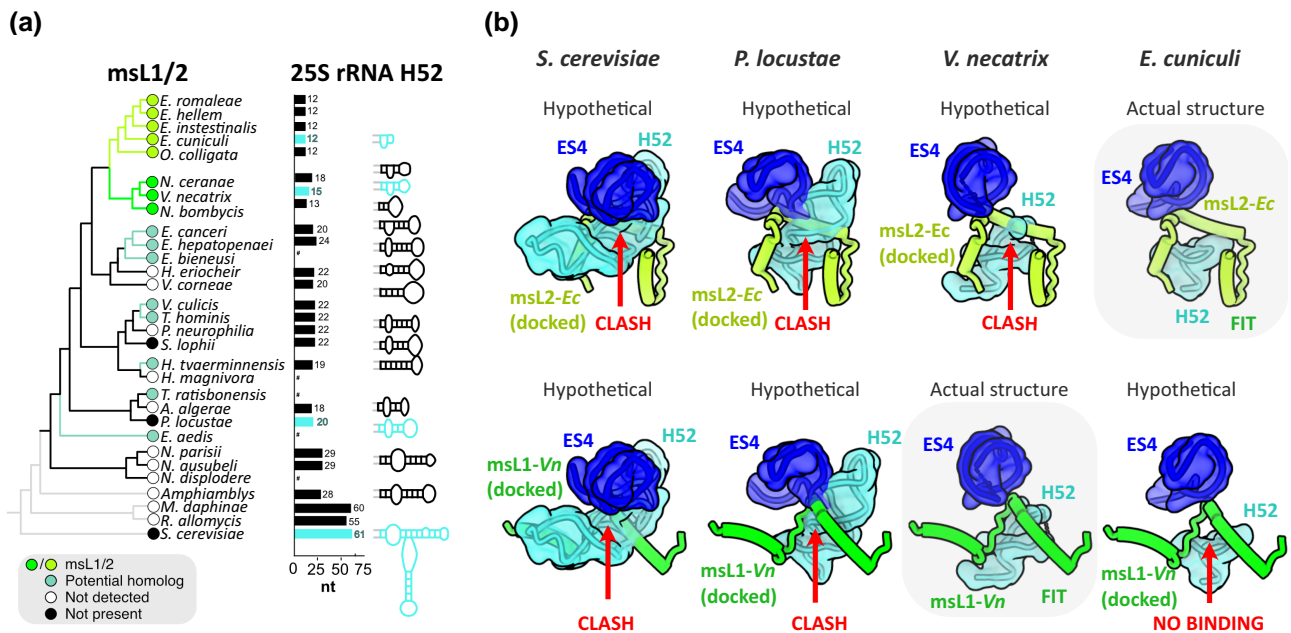 (a)
msL1/2
25S rRNA H52
E. romaleae
12
E. hellem
12
E. instestinalis
12
E. cuniculi
12
O. colligata
12
N. ceranae
18
V. necatrix
15
N. bombycis
13
E. canceri
20
E. hepatopenaei
24
E. bieneusi
#
H. eriocheir
22
V. corneae
20
V. culicis
22
T. hominis
22
P. neurophilia
22
S. lophii
22
H. tvaerminnensis
19
H. magnivora
#
T. ratisbonensis
#
A. algerae
18
P. locustae
20
E. aedis
#
N. parisii
29
N. ausubeli
29
N. displodere
#
Amphiamblys
28
M. daphinae
60
R. allomycis
55
S. cerevisiae
61
0 25 50 75
nt
/ msL1/2
Potential homolog
Not detected
Not present
(b)
S. cerevisiae
P. locustae
V. necatrix
E. cuniculi
Hypothetical
Hypothetical
Hypothetical
Actual structure
ES4
H52
msL2-Ec
(docked)
CLASH
ES4
H52
msL2-Ec
(docked)
CLASH
ES4
H52
msL2-Ec
(docked)
CLASH
ES4
msL2-Ec
H52
FIT
Hypothetical
Hypothetical
Actual structure
Hypothetical
ES4
H52
msL1-Vn
(docked)
CLASH
ES4
H52
msL1-Vn
(docked)
CLASH
ES4
H52
msL1-Vn
FIT
ES4
H52
msL1-Vn
(docked)
NO BINDING